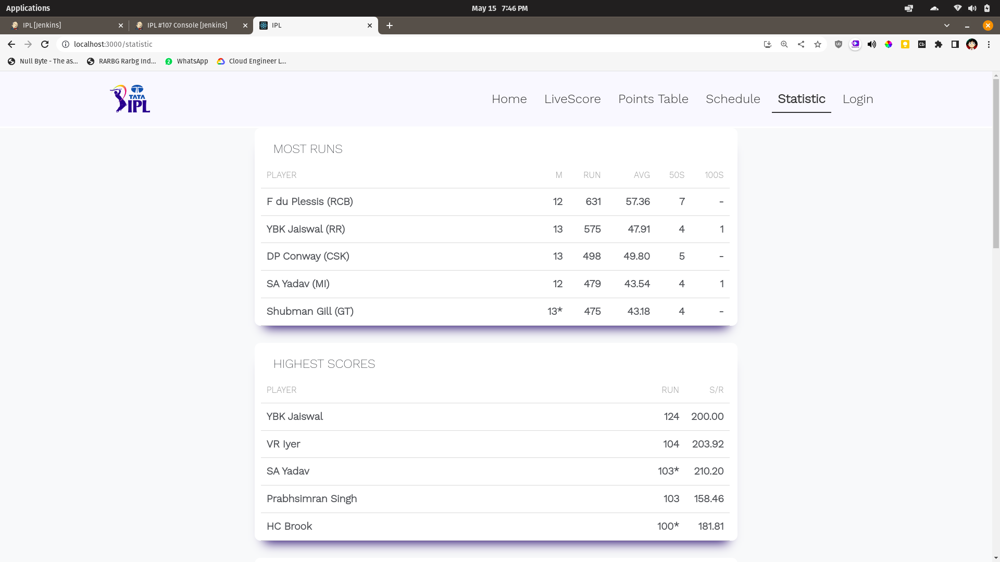 Applications May 15 7:46 PM
IPL [Jenkins] IPL #107 Console [Jenkins] IPL
localhost:3000/statistic
Null Byte - The as... RARBG Rarbg Ind... WhatsApp Cloud Engineer L...
TATA IPL Home LiveScore Points Table Schedule Statistic Login
MOST RUNS
PLAYER M RUN AVG 50S 100S
F du Plessis (RCB) 12 631 57.36 7 -
YBK Jaiswal (RR) 13 575 47.91 4 1
DP Conway (CSK) 13 498 49.80 5 -
SA Yadav (MI) 12 479 43.54 4 1
Shubman Gill (GT) 13* 475 43.18 4 -
HIGHEST SCORES
PLAYER RUN S/R
YBK Jaiswal 124 200.00
VR Iyer 104 203.92
SA Yadav 103* 210.20
Prabhsimran Singh 103 158.46
HC Brook 100* 181.81